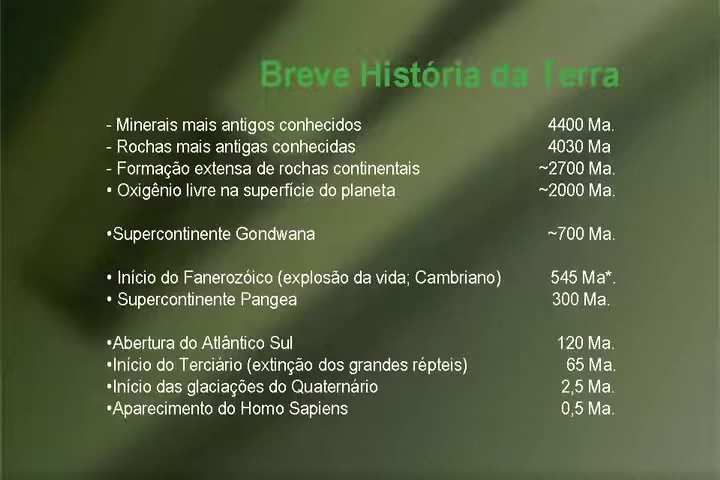 Breve História da Terra
- Minerais mais antigos conhecidos 4400 Ma.
- Rochas mais antigas conhecidas 4030 Ma
- Formação extensa de rochas continentais ~2700 Ma.
• Oxigênio livre na superfície do planeta ~2000 Ma.
•Supercontinente Gondwana ~700 Ma.
• Início do Fanerozóico (explosão da vida; Cambriano) 545 Ma*.
• Supercontinente Pangea 300 Ma.
•Abertura do Atlântico Sul 120 Ma.
•Início do Terciário (extinção dos grandes répteis) 65 Ma.
•Início das glaciações do Quaternário 2,5 Ma.
•Aparecimento do Homo Sapiens 0,5 Ma.